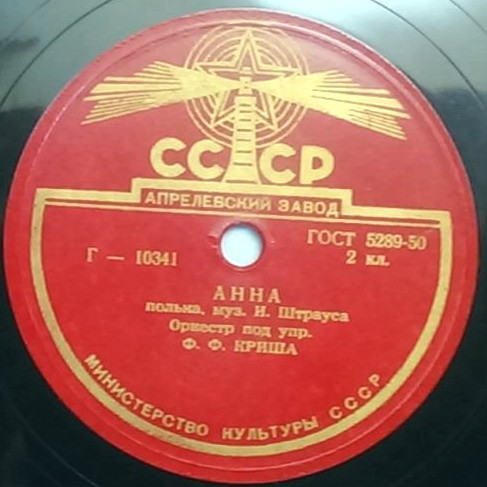 СССР
АПРЕЛЕВСКИЙ ЗАВОД
ГОСТ 5289-50
Г — 10341
2 кл.
АННА
полька, муз. И. Штрауса
Оркестр под упр.
Ф. Ф. КРИША
МИНИСТЕРСТВО КУЛЬТУРЫ СССР